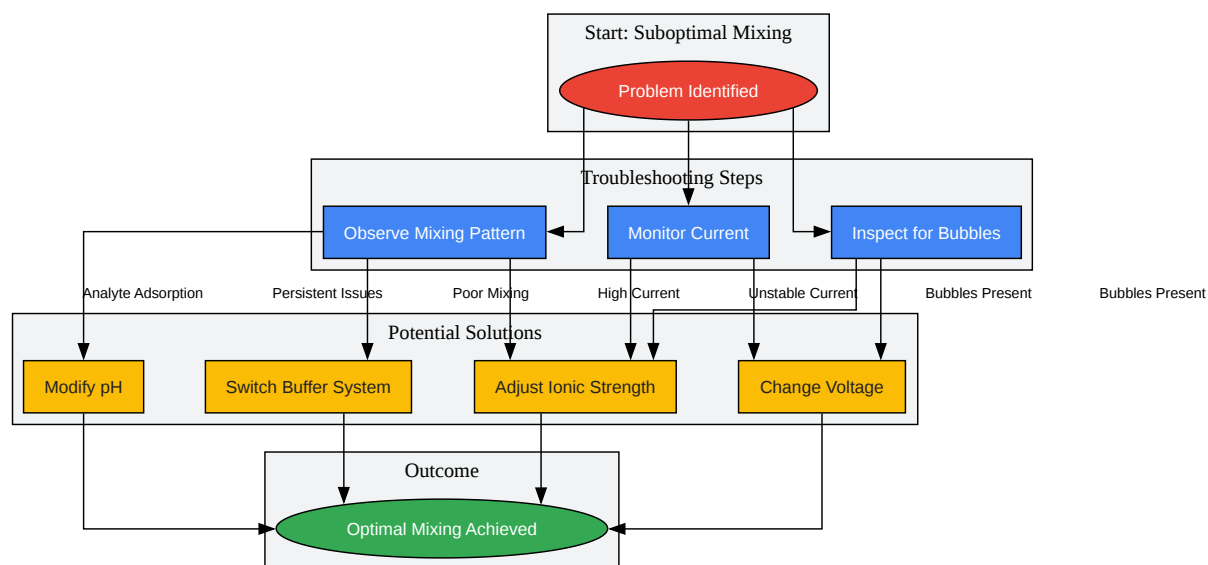 Start: Suboptimal Mixing
Problem Identified
Troubleshooting Steps
Observe Mixing Pattern
Monitor Current
Inspect for Bubbles
Analyte Adsorption
Persistent Issues
Poor Mixing
High Current
Unstable Current
Bubbles Present
Bubbles Present
Potential Solutions
Modify pH
Switch Buffer System
Adjust Ionic Strength
Change Voltage
Outcome
Optimal Mixing Achieved